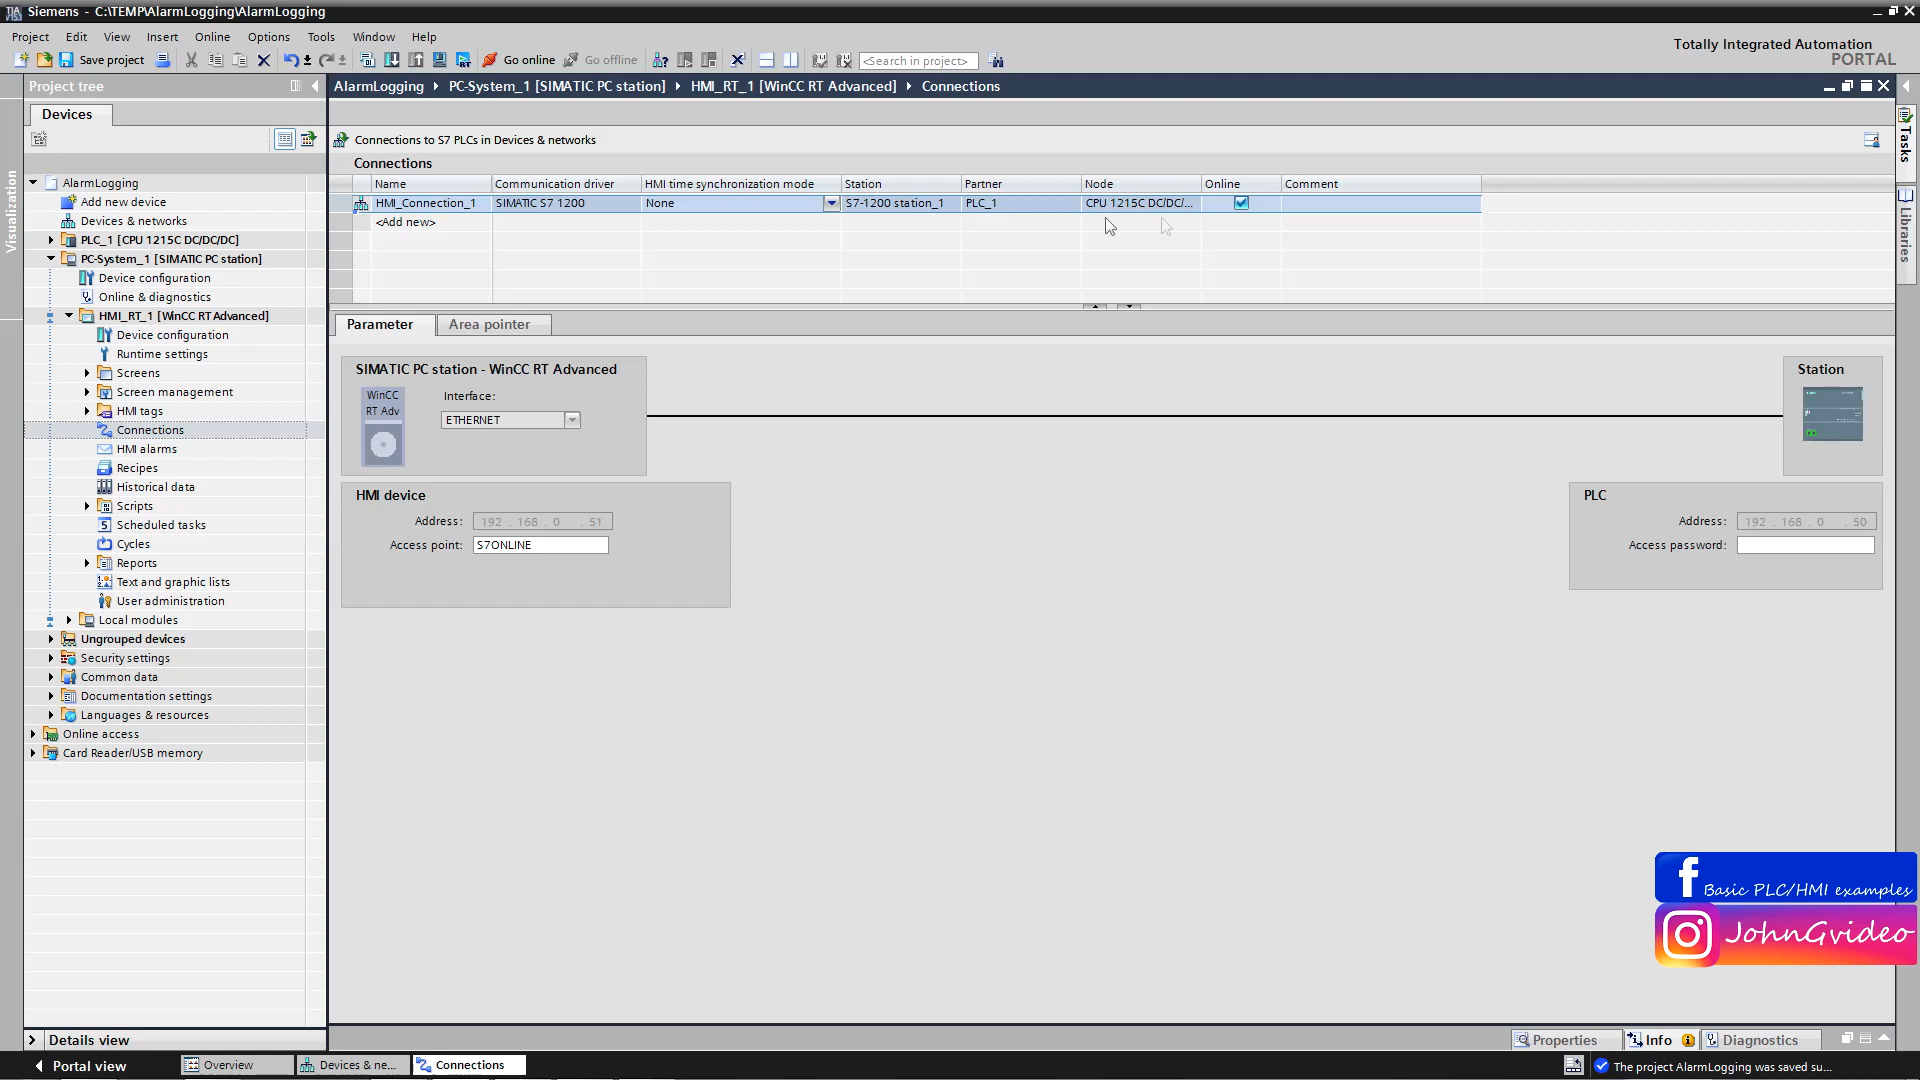 Siemens - C:\TEMP\AlarmLogging\AlarmLogging
Project Edit View Insert Online Options Tools Window Help
Totally Integrated Automation
PORTAL
Save project
Go online
Go offline
<Search in project>
Project tree
AlarmLogging PC-System_1 [SIMATIC PC station] HMI_RT_1 [WinCC RT Advanced] Connections
Devices
Visualization
Tasks
Libraries
Connections to S7 PLCs in Devices & networks
Connections
Name Communication driver HMI time synchronization mode Station Partner Node Online Comment
HMI_Connection_1 SIMATIC S7 1200 None S7-1200 station_1 PLC_1 CPU 1215C DC/DC/...
<Add new>
AlarmLogging
Add new device
Devices & networks
PLC_1 [CPU 1215C DC/DC/DC]
PC-System_1 [SIMATIC PC station]
Device configuration
Online & diagnostics
HMI_RT_1 [WinCC RT Advanced]
Device configuration
Runtime settings
Screens
Screen management
HMI tags
Connections
HMI alarms
Recipes
Historical data
Scripts
Scheduled tasks
Cycles
Reports
Text and graphic lists
User administration
Local modules
Ungrouped devices
Security settings
Common data
Documentation settings
Languages & resources
Online access
Card Reader/USB memory
Parameter Area pointer
SIMATIC PC station - WinCC RT Advanced
WinCC
RT Adv
Interface:
ETHERNET
Station
HMI device
Address: 192 . 168 . 0 . 51
Access point: S7ONLINE
PLC
Address: 192 . 168 . 0 . 50
Access password:
f Basic PLC/HMI examples
JohnGvideo
Details view
Properties Info Diagnostics
Portal view Overview Devices & ne... Connections
The project AlarmLogging was saved su...